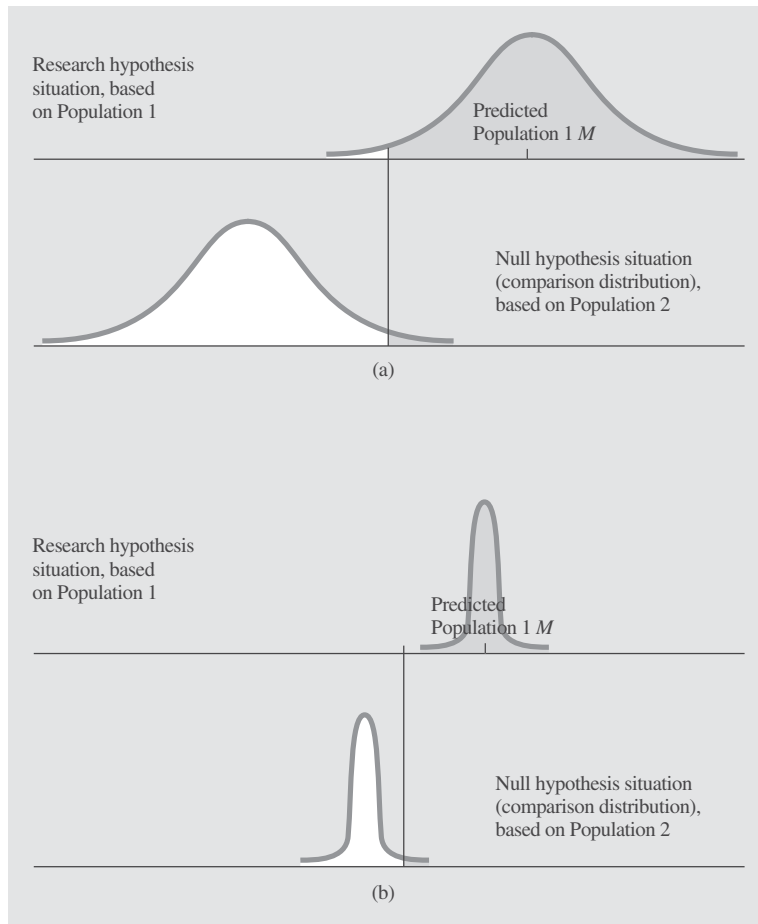 Research hypothesis
situation, based
on Population 1
Predicted
Population 1 M
Null hypothesis situation
(comparison distribution),
based on Population 2
(a)
Research hypothesis
situation, based
on Population 1
Predicted
Population 1 M
Null hypothesis situation
(comparison distribution),
based on Population 2
(b)